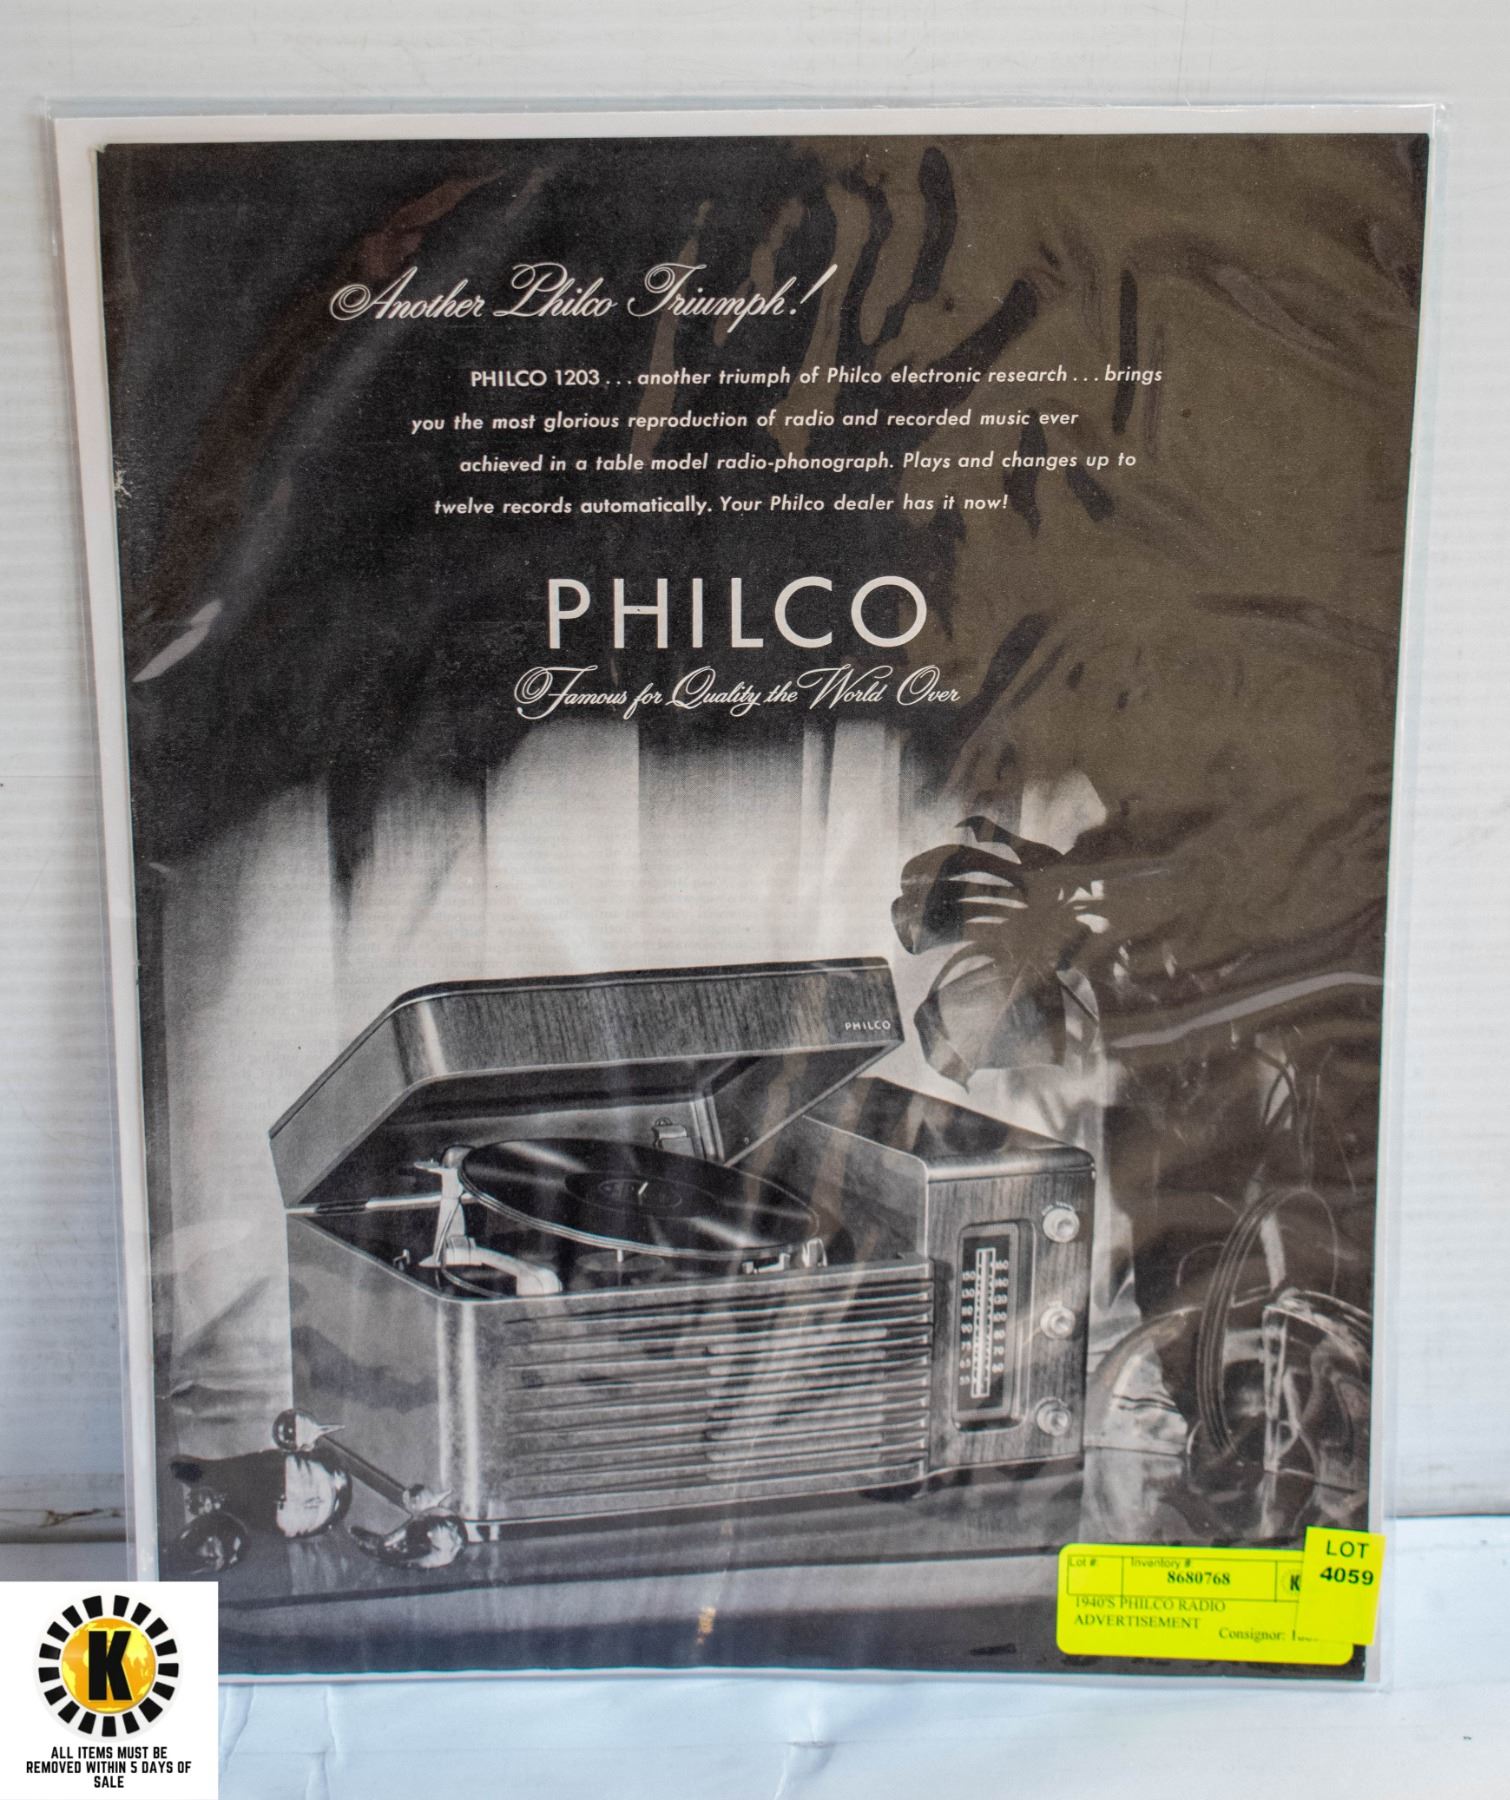 Another Philco Triumph!
PHILCO 1203 . . . another triumph of Philco electronic research . . . brings
you the most glorious reproduction of radio and recorded music ever
achieved in a table model radio-phonograph. Plays and changes up to
twelve records automatically. Your Philco dealer has it now!
PHILCO
Famous for Quality the World Over
PHILCO
Lot #
Inventory #
8680768
K
LOT
4059
1940'S PHILCO RADIO
ADVERTISEMENT
Consignor:
K
ALL ITEMS MUST BE
REMOVED WITHIN 5 DAYS OF
SALE